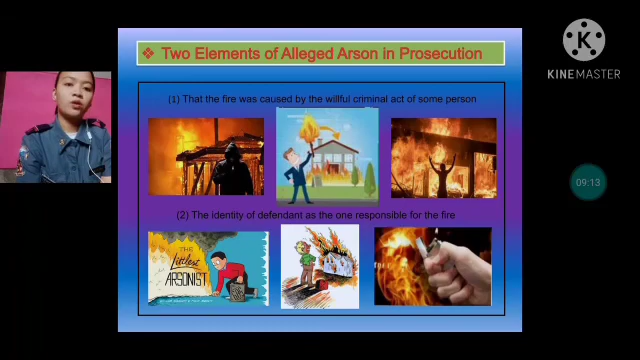 Two Elements of Alleged Arson in Prosecution
(1) That the fire was caused by the willful criminal act of some person
(2) The identity of defendant as the one responsible for the fire
THE
Littlest
ARSONIST
K
KINEMASTER
09:13